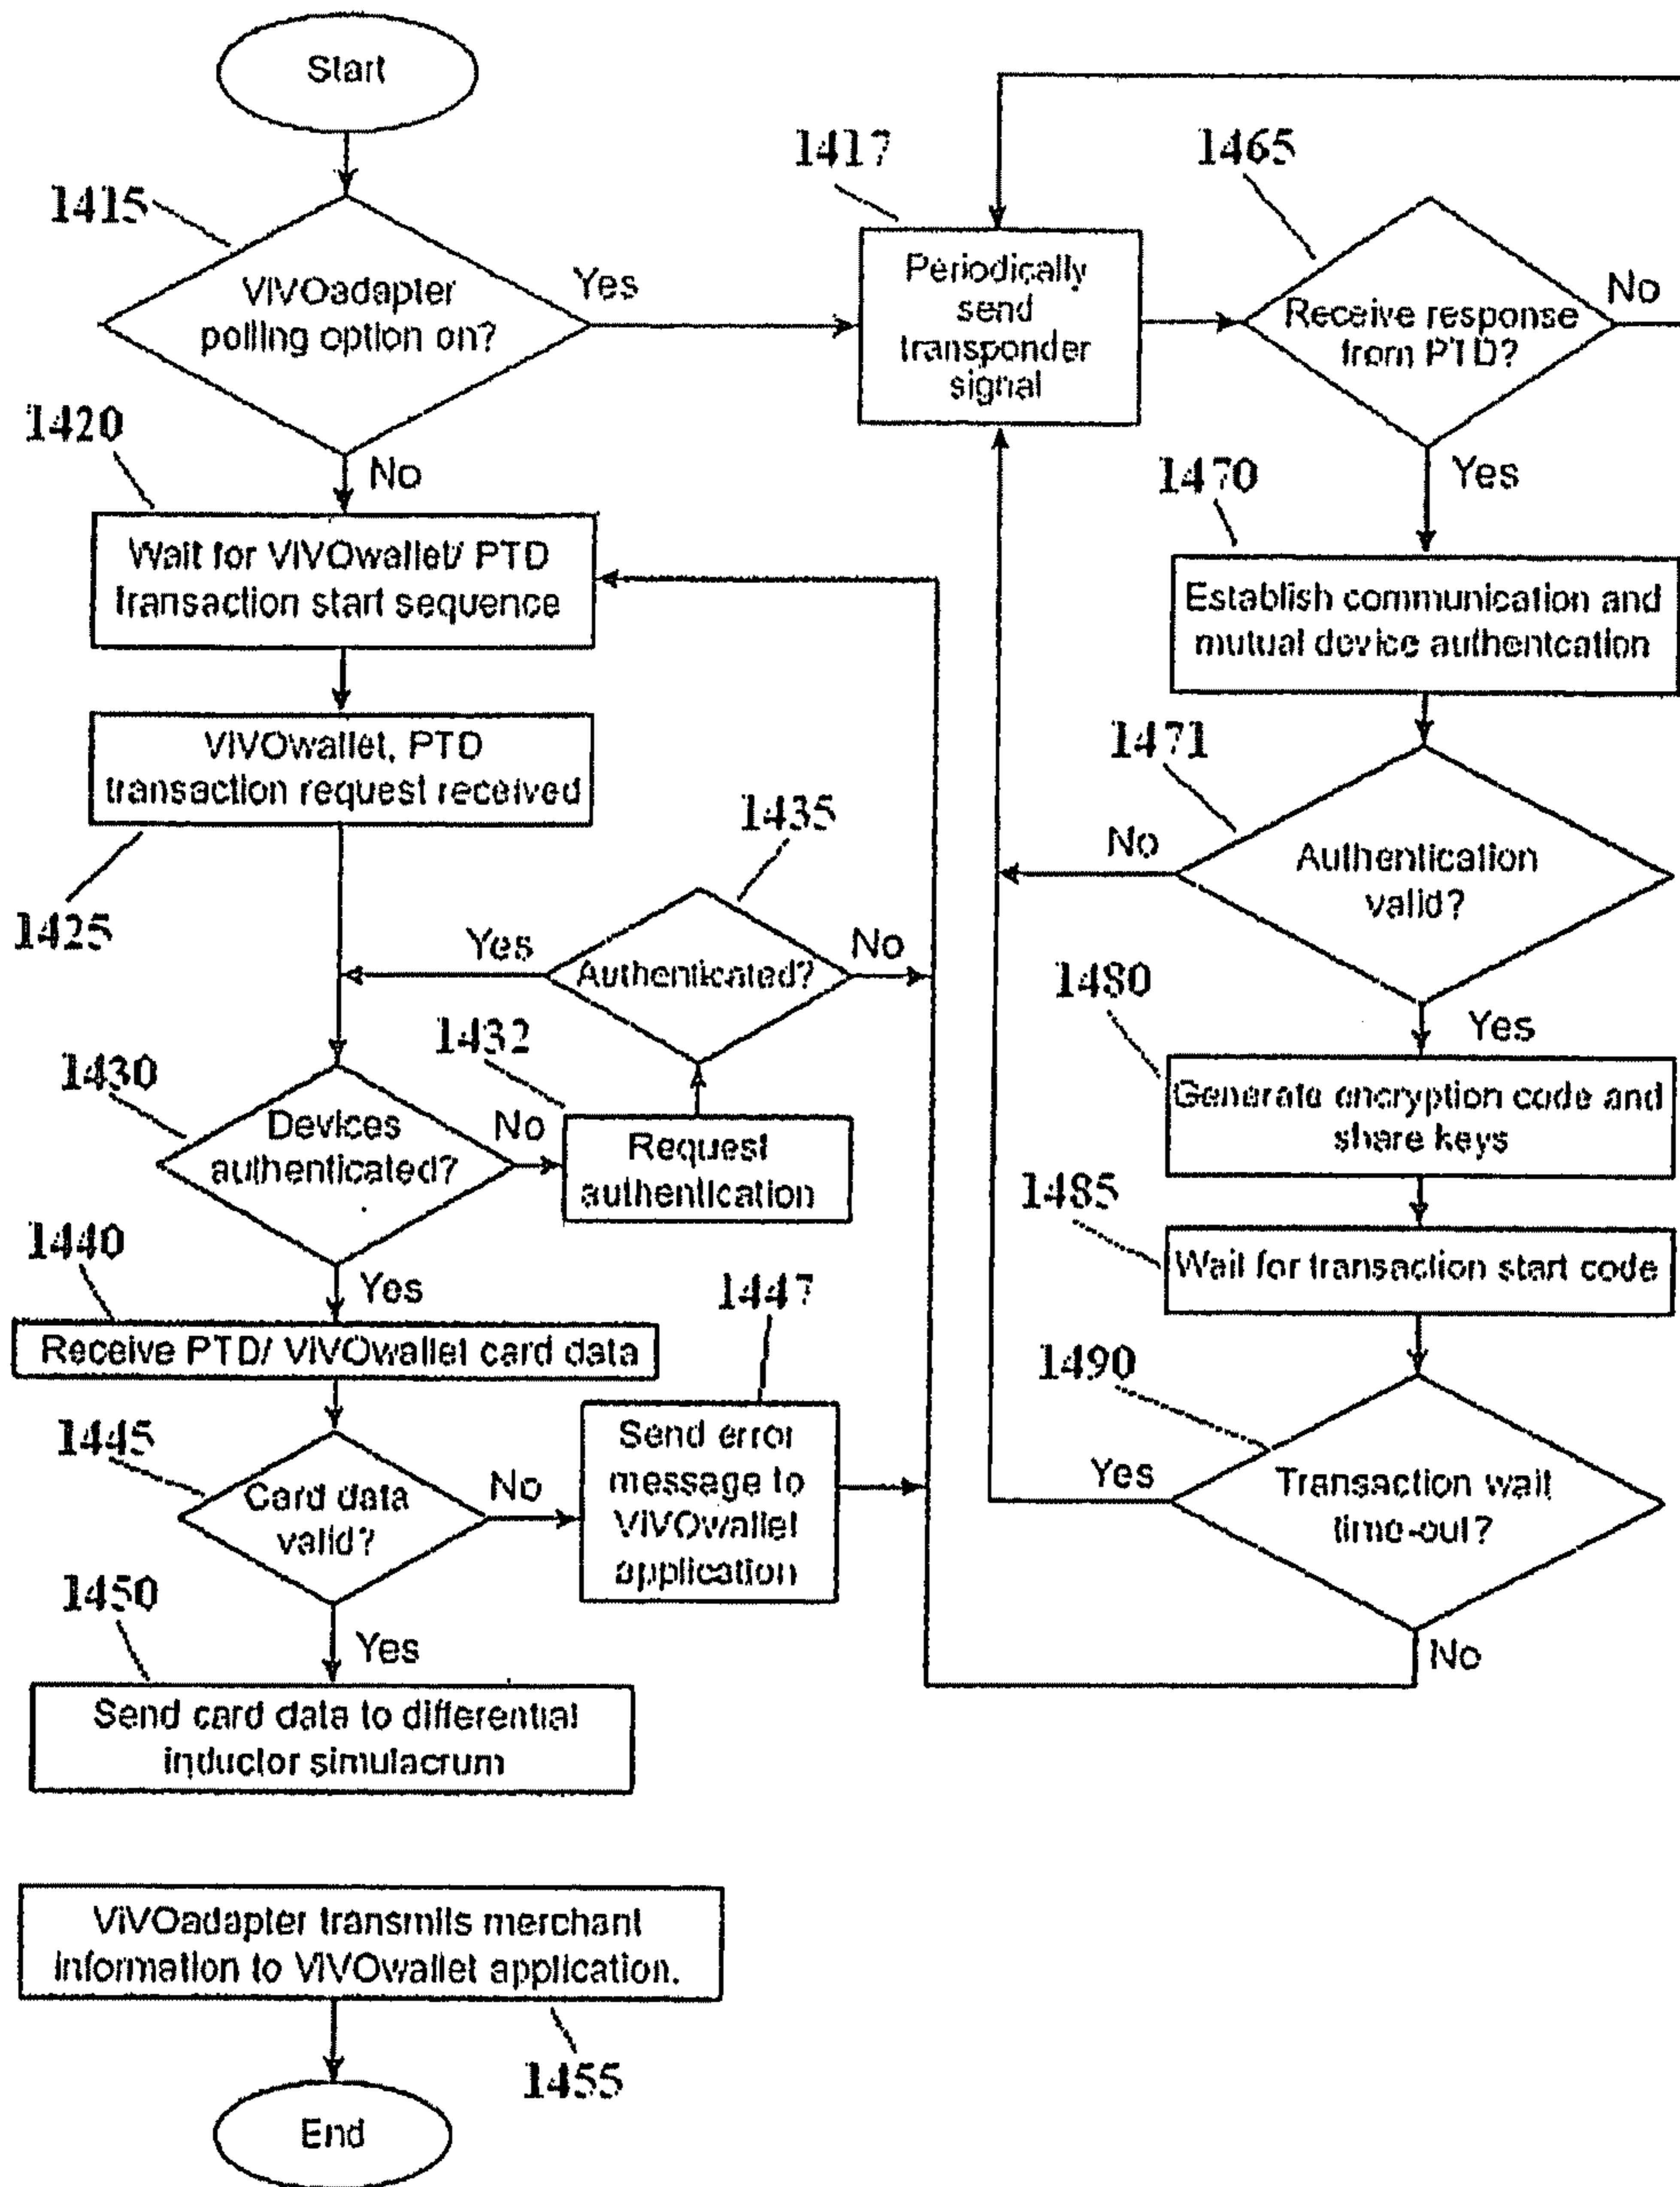 Start
1415
ViVOadapter
polling option on?
Yes
No
1417
Periodically
send
transponder
signal
1465
Receive response
from PTD?
No
Yes
1420
Wait for ViVOwallet/ PTD
transaction start sequence
ViVOwallet, PTD
transaction request received
1425
1435
Authenticated?
Yes
No
1430
Devices
authenticated?
No
Yes
1432
Request
authentication
1440
Receive PTD/ ViVOwallet card data
1445
Card data
valid?
No
Yes
1447
Send error
message to
ViVOwallet
application
1450
Send card data to differential
inductor simulacrum
ViVOadapter transmits merchant
information to ViVOwallet application.
1455
End
1470
Establish communication and
mutual device authentcation
1471
Authentication
valid?
No
Yes
1480
Generate encryption code and
share keys
1485
Wait for transaction start code
1490
Transaction wait
time-out?
Yes
No